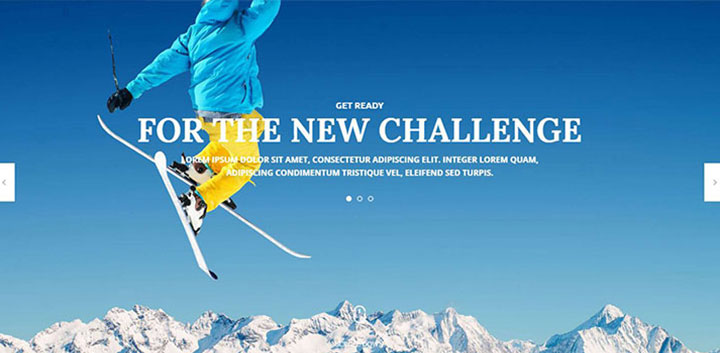 GET READY
FOR THE NEW CHALLENGE
LOREM IPSUM DOLOR SIT AMET, CONSECTETUR ADIPISCING ELIT. INTEGER LOREM QUAM,
ADIPISCING CONDIMENTUM TRISTIQUE VEL, ELEIFEND SED TURPIS.